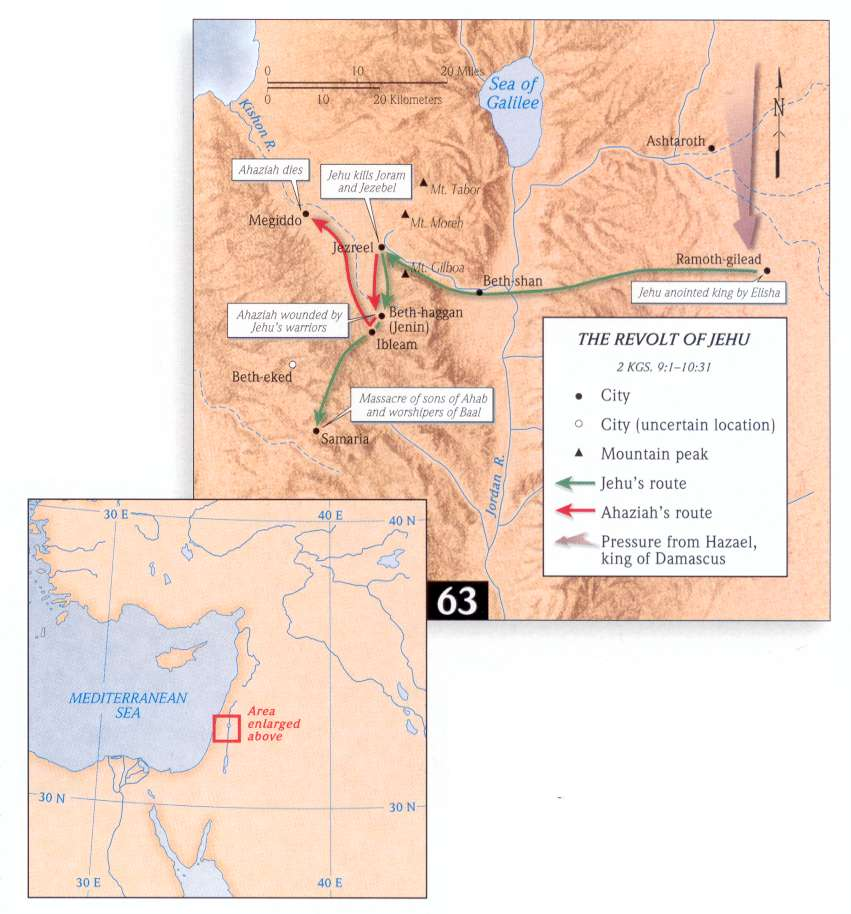 0 10 20 Miles
0 10 20 Kilometers
Sea of
Galilee
N
Kishon R.
Ashtaroth
Ahaziah dies
Jehu kills Joram
and Jezebel
Mt. Tabor
Megiddo
Mt. Moreh
Jezreel
Mt. Gilboa
Ramoth-gilead
Beth-shan
Jehu anointed king by Elisha
Ahaziah wounded by
Jehu's warriors
Beth-haggan
(Jenin)
Ibleam
Beth-eked
Massacre of sons of Ahab
and worshipers of Baal
Samaria
Jordan R.
THE REVOLT OF JEHU
2 KGS. 9:1–10:31
City
City (uncertain location)
Mountain peak
Jehu's route
Ahaziah's route
Pressure from Hazael,
king of Damascus
63
30 E
40 E
40 N
MEDITERRANEAN
SEA
Area
enlarged
above
30 N
30 N
30 E
40 E